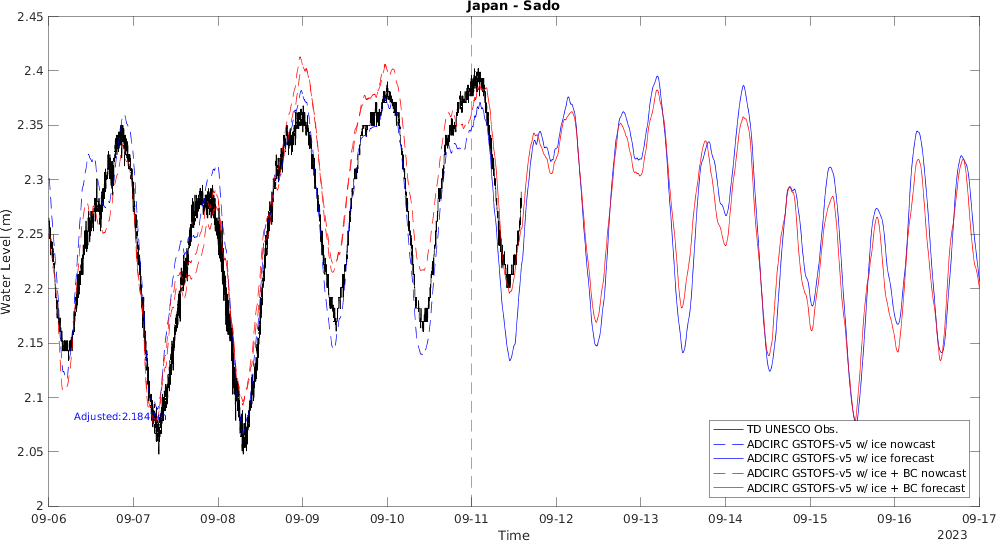 Japan - Sado
2.45
2.4
2.35
2.3
2.25
2.2
2.15
2.1
2.05
2
Water Level (m)
Adjusted:2.184
TD UNESCO Obs.
ADCIRC GSTOFS-v5 w/ ice nowcast
ADCIRC GSTOFS-v5 w/ ice forecast
ADCIRC GSTOFS-v5 w/ ice + BC nowcast
ADCIRC GSTOFS-v5 w/ ice + BC forecast
09-06 09-07 09-08 09-09 09-10 09-11 09-12 09-13 09-14 09-15 09-16 09-17
Time
2023